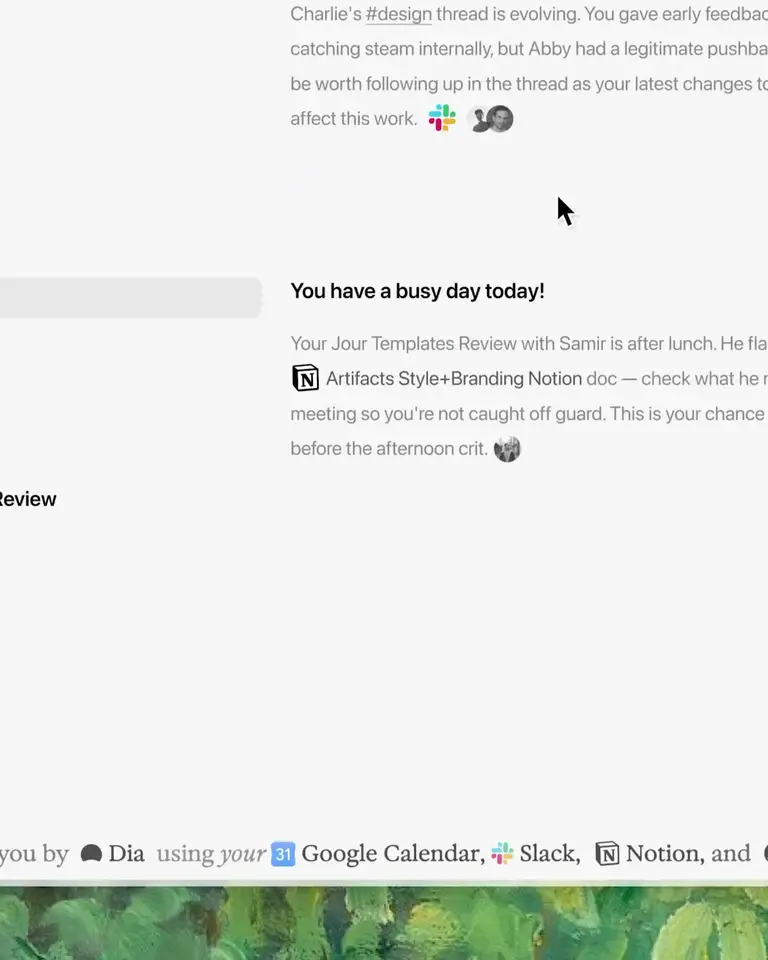 Charlie's #design thread is evolving. You gave early
catching steam internally, but Abby had a legitimate
be worth following up in the thread as your latest changes
affect this work.
You have a busy day today!
Your Jour Templates Review with Samir is after lunch. He
N Artifacts Style+Branding Notion doc — check what he
meeting so you're not caught off guard. This is your chance
before the afternoon crit.
Review
you by Dia using your 31 Google Calendar, Slack, N Notion, and